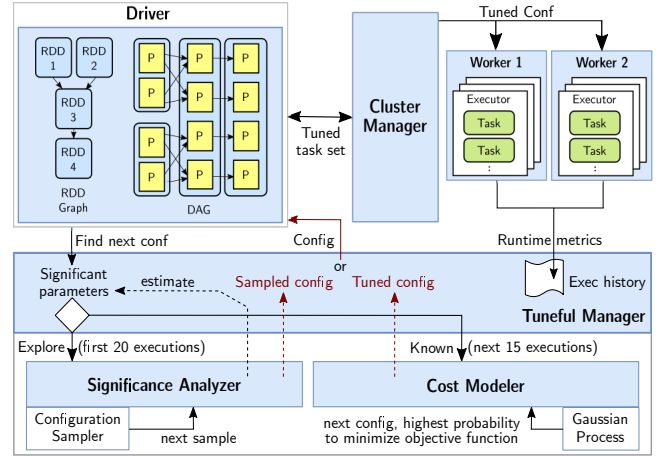 Driver
RDD
1
RDD
2
RDD
3
RDD
4
RDD
Graph
P
P
P
P
P
P
P
P
P
P
P
P
DAG
Tuned
task set
Cluster
Manager
Tuned Conf
Worker 1
Executor
Task
Task
:
Worker 2
Executor
Task
Task
:
Find next conf
Config
or
Runtime metrics
Significant
parameters
estimate
Sampled config
Tuned config
Exec history
Tuneful Manager
Explore
(first 20 executions)
Known
(next 15 executions)
Significance Analyzer
Cost Modeler
Configuration
Sampler
next sample
next config, highest probability
to minimize objective function
Gaussian
Process